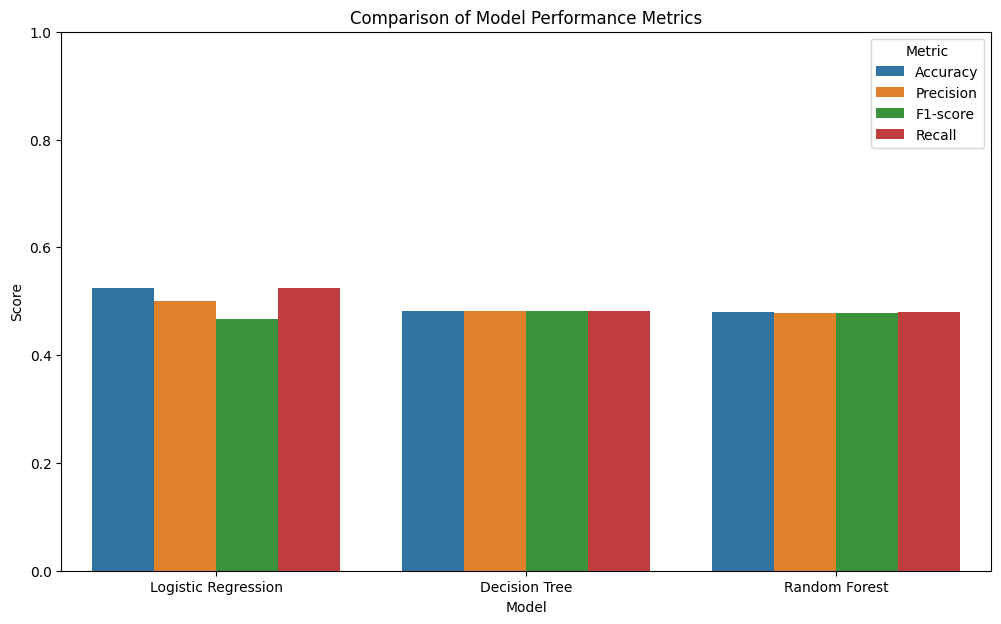 Comparison of Model Performance Metrics
Metric
Accuracy
Precision
F1-score
Recall
Score
1.0
0.8
0.6
0.4
0.2
0.0
Logistic Regression
Decision Tree
Random Forest
Model